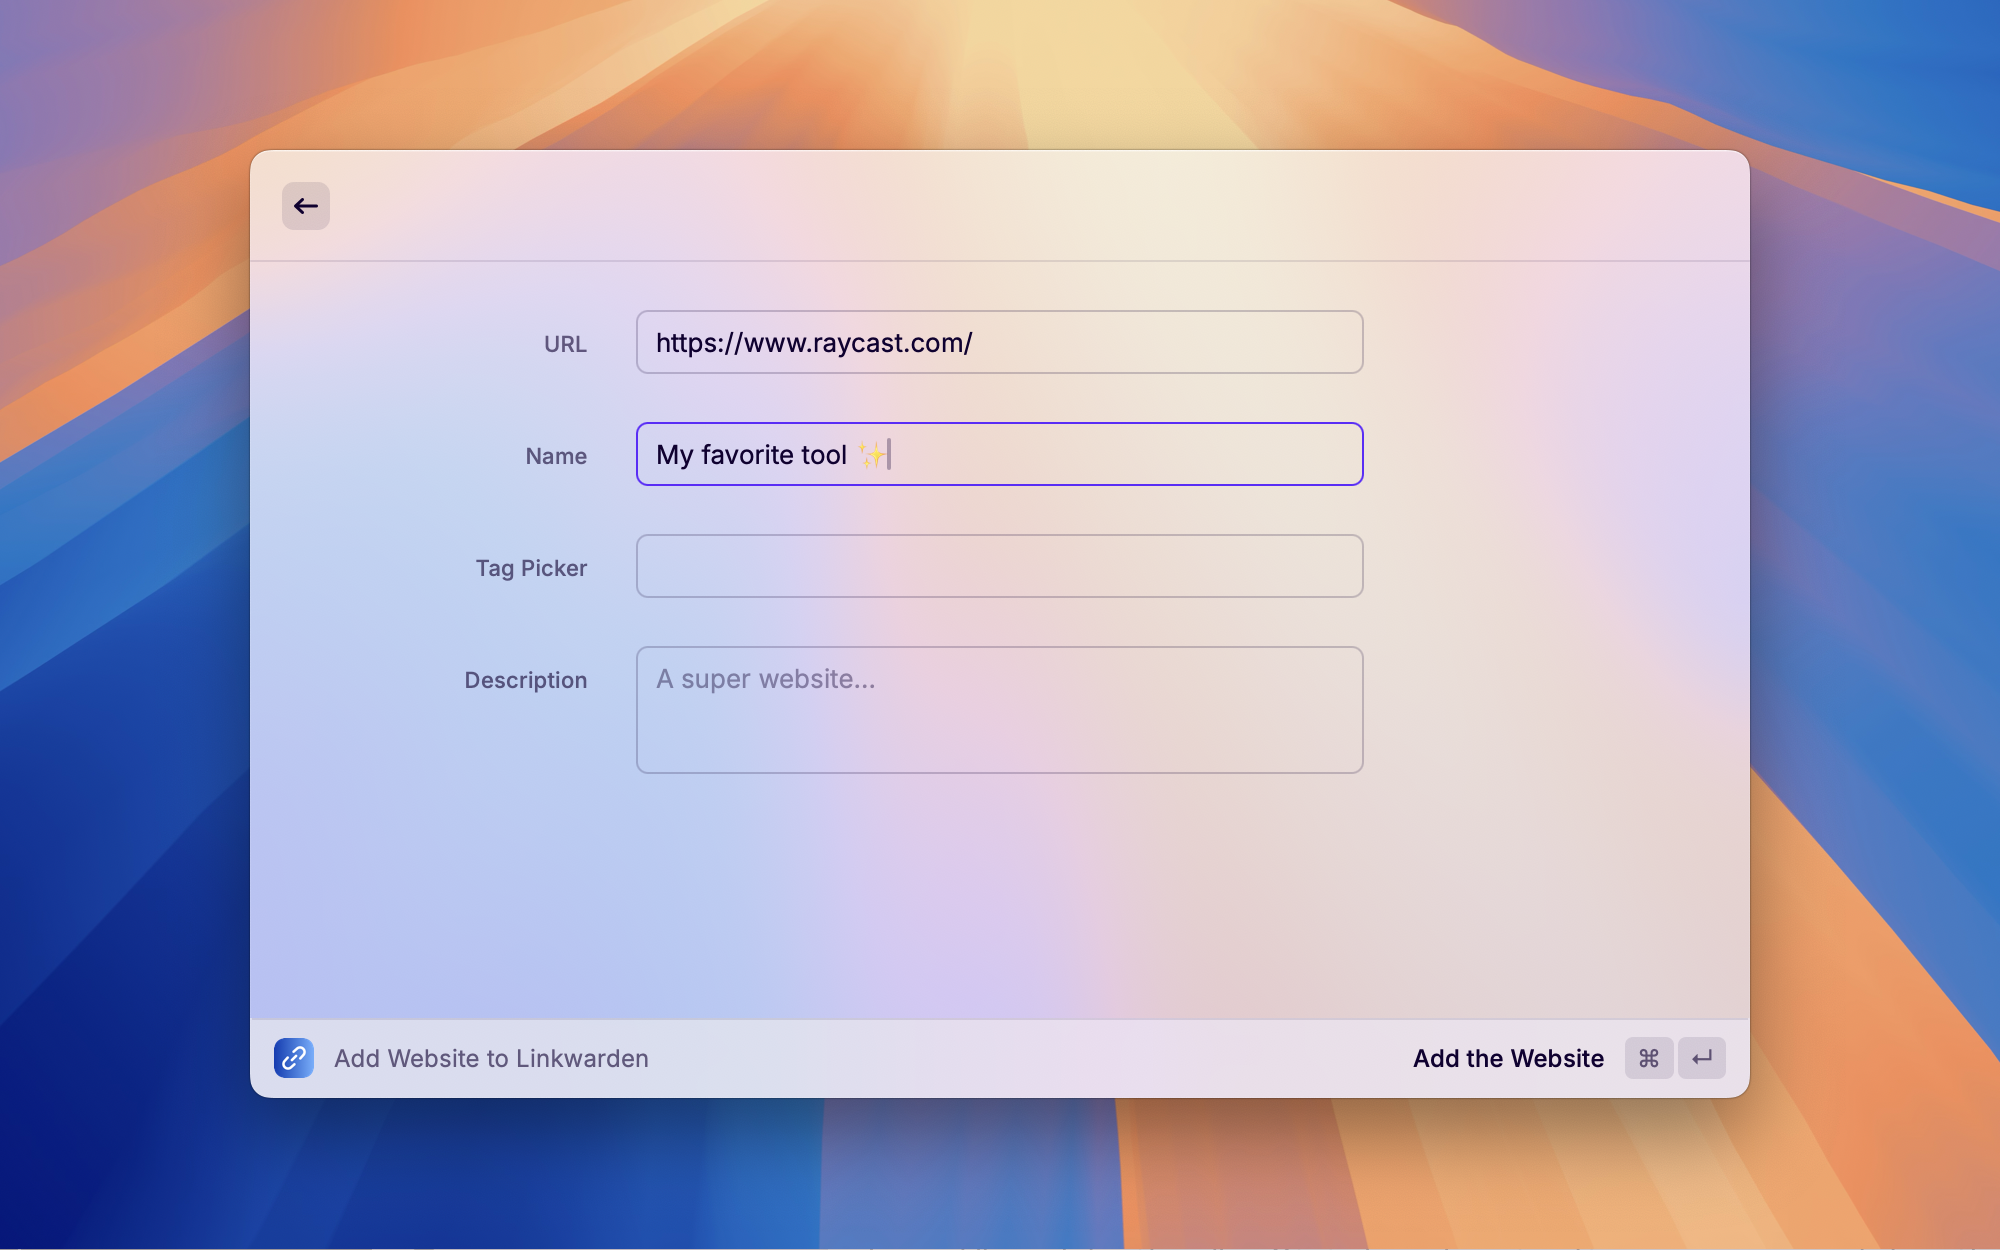 URL
https://www.raycast.com/
Name
My favorite tool ✨
Tag Picker
Description
A super website...
Add Website to Linkwarden
Add the Website ⌘ ↵